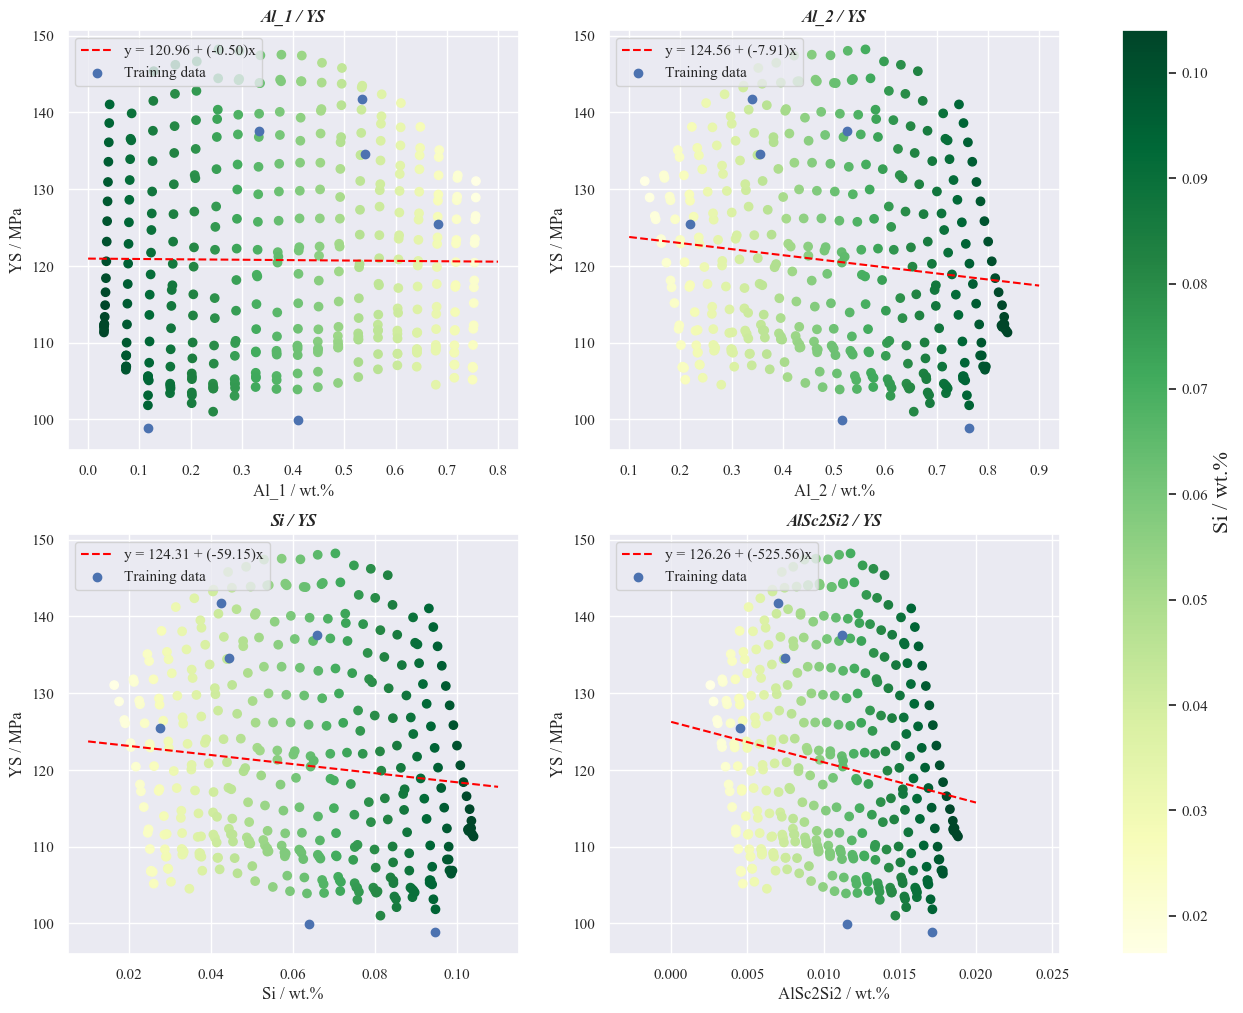 Al_1 / YS
y = 120.96 + (-0.50)x
Training data
150
140
130
120
110
100
YS / MPa
0.0 0.1 0.2 0.3 0.4 0.5 0.6 0.7 0.8
Al_1 / wt.%
Al_2 / YS
y = 124.56 + (-7.91)x
Training data
150
140
130
120
110
100
YS / MPa
0.1 0.2 0.3 0.4 0.5 0.6 0.7 0.8 0.9
Al_2 / wt.%
Si / YS
y = 124.31 + (-59.15)x
Training data
150
140
130
120
110
100
YS / MPa
0.02 0.04 0.06 0.08 0.10
Si / wt.%
AlSc2Si2 / YS
y = 126.26 + (-525.56)x
Training data
150
140
130
120
110
100
YS / MPa
0.000 0.005 0.010 0.015 0.020 0.025
AlSc2Si2 / wt.%
0.10
0.09
0.08
0.07
0.06
0.05
0.04
0.03
0.02
Si / wt.%